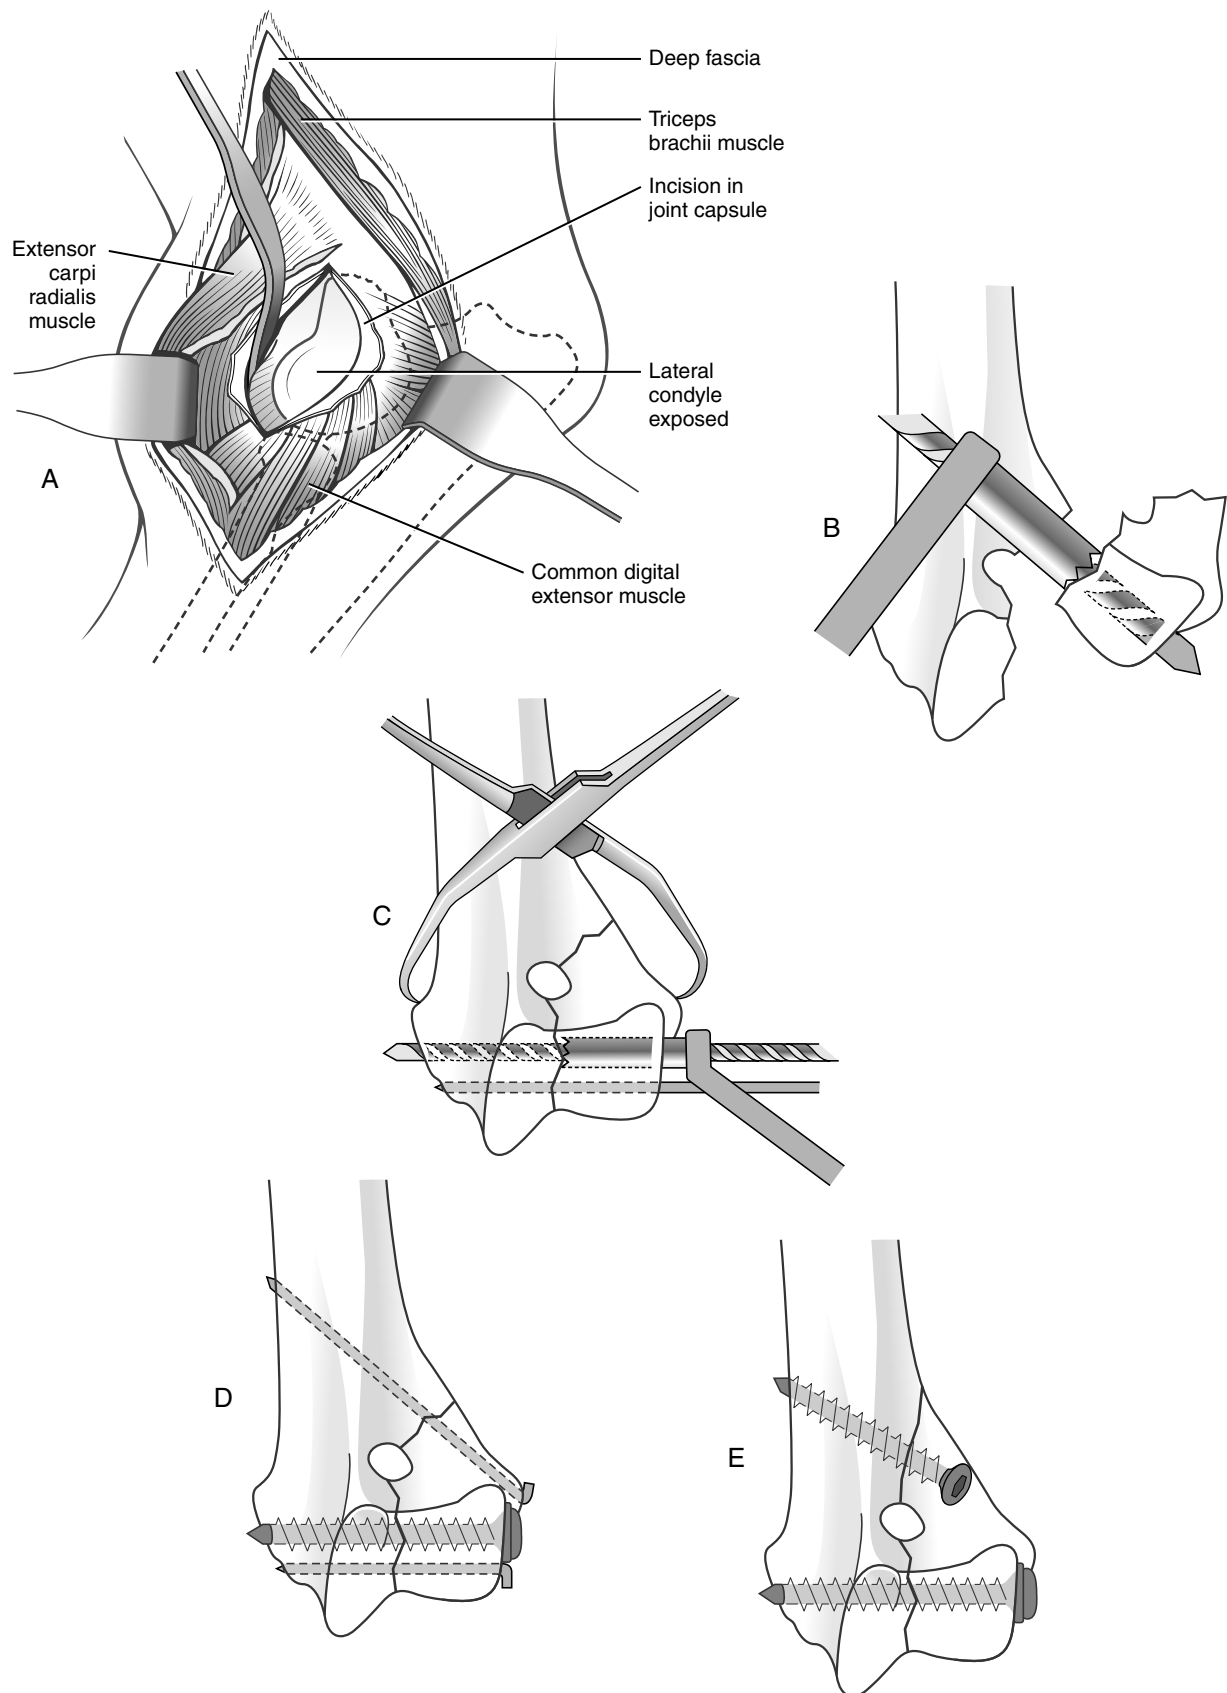 Deep fascia
Triceps
brachii muscle
Incision in
joint capsule
Extensor
carpi
radialis
muscle
Lateral
condyle
exposed
A
Common digital
extensor muscle
B
C
D
E